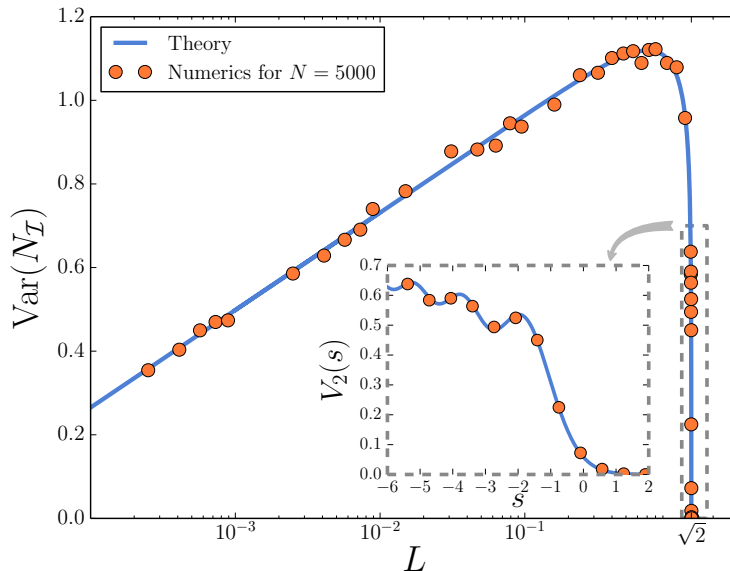 1.2
1.0
0.8
0.6
0.4
0.2
0.0
Var(N_ℐ)
Theory
Numerics for N = 5000
0.7
0.6
0.5
0.4
0.3
0.2
0.1
0.0
V₂(s)
−6 −5 −4 −3 −2 −1 0 1 2
s
10⁻³ 10⁻² 10⁻¹ √2
L